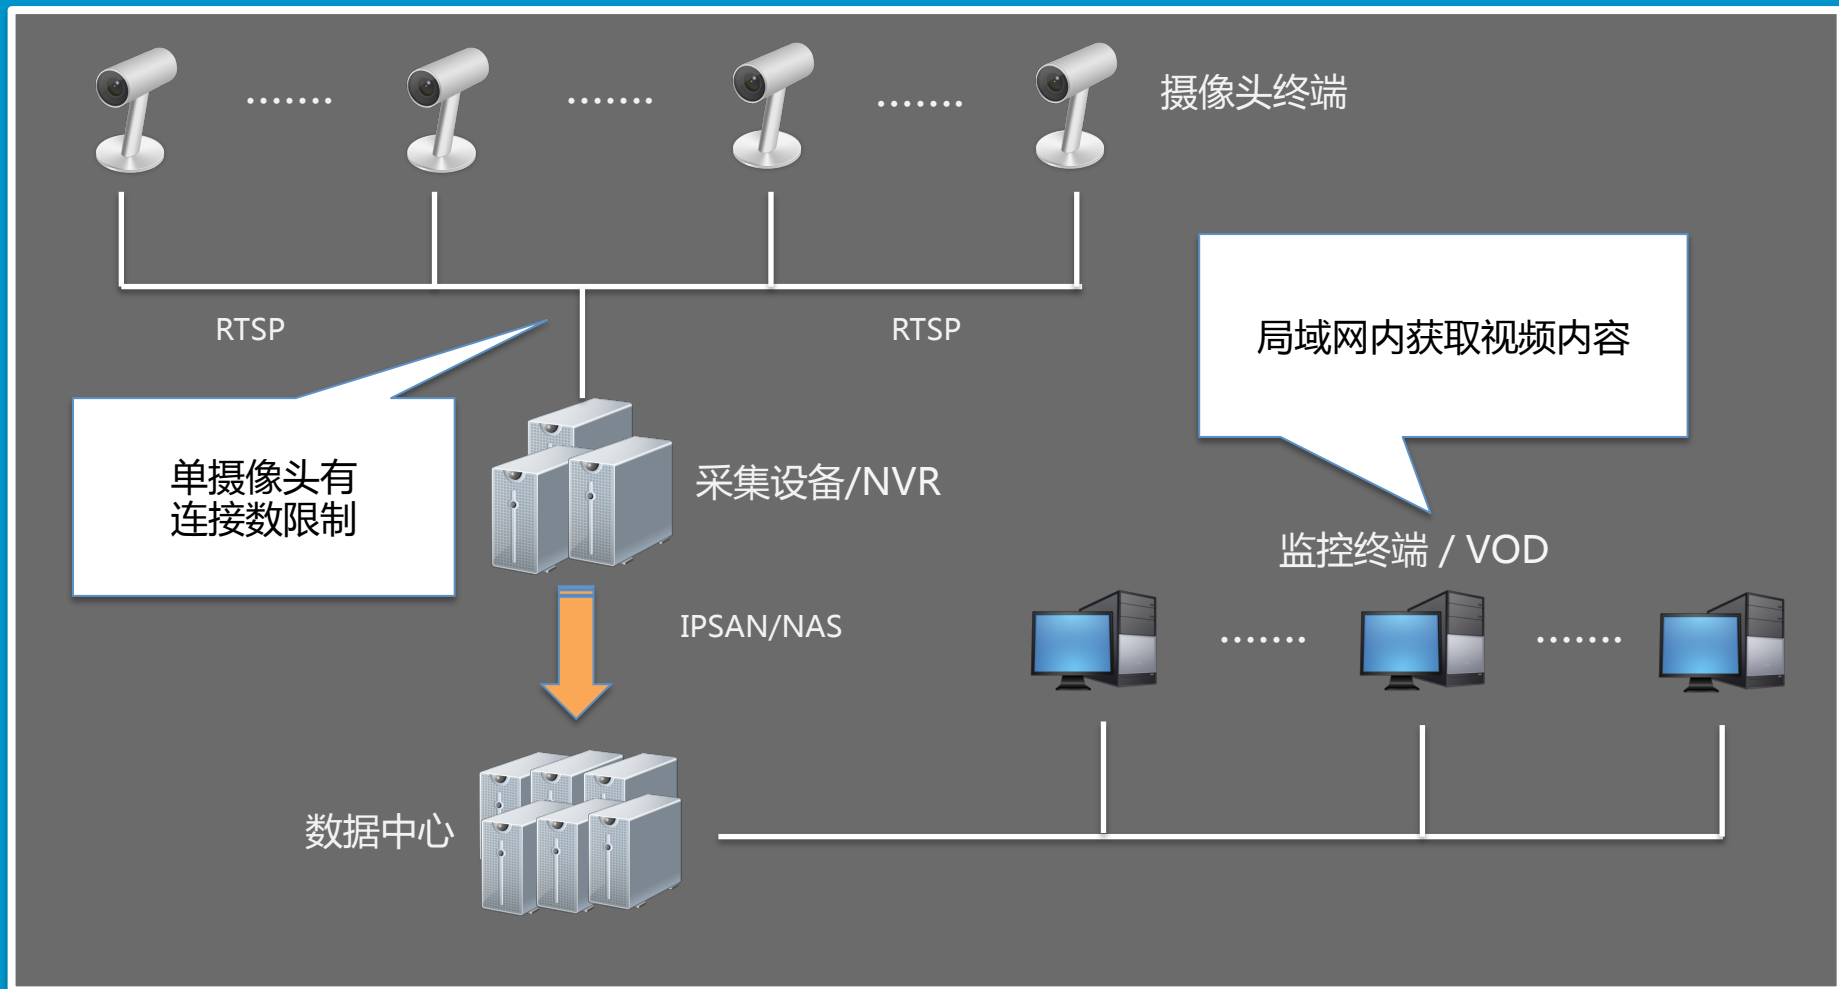 摄像头终端
RTSP
RTSP
局域网内获取视频内容
单摄像头有
连接数限制
采集设备/NVR
监控终端 / VOD
IPSAN/NAS
数据中心